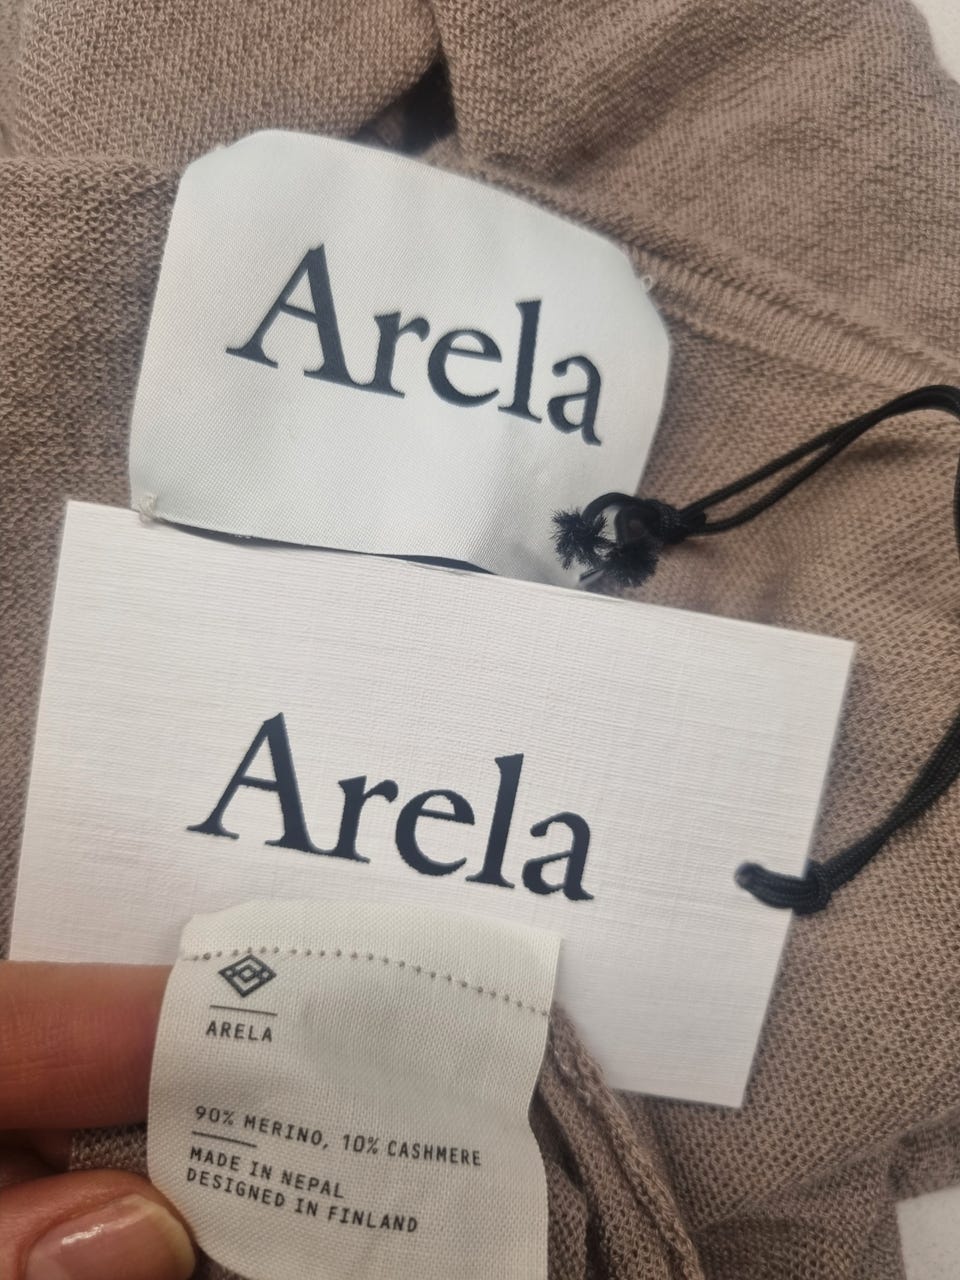 Arela
Arela
ARELA
90% MERINO, 10% CASHMERE
MADE IN NEPAL
DESIGNED IN FINLAND